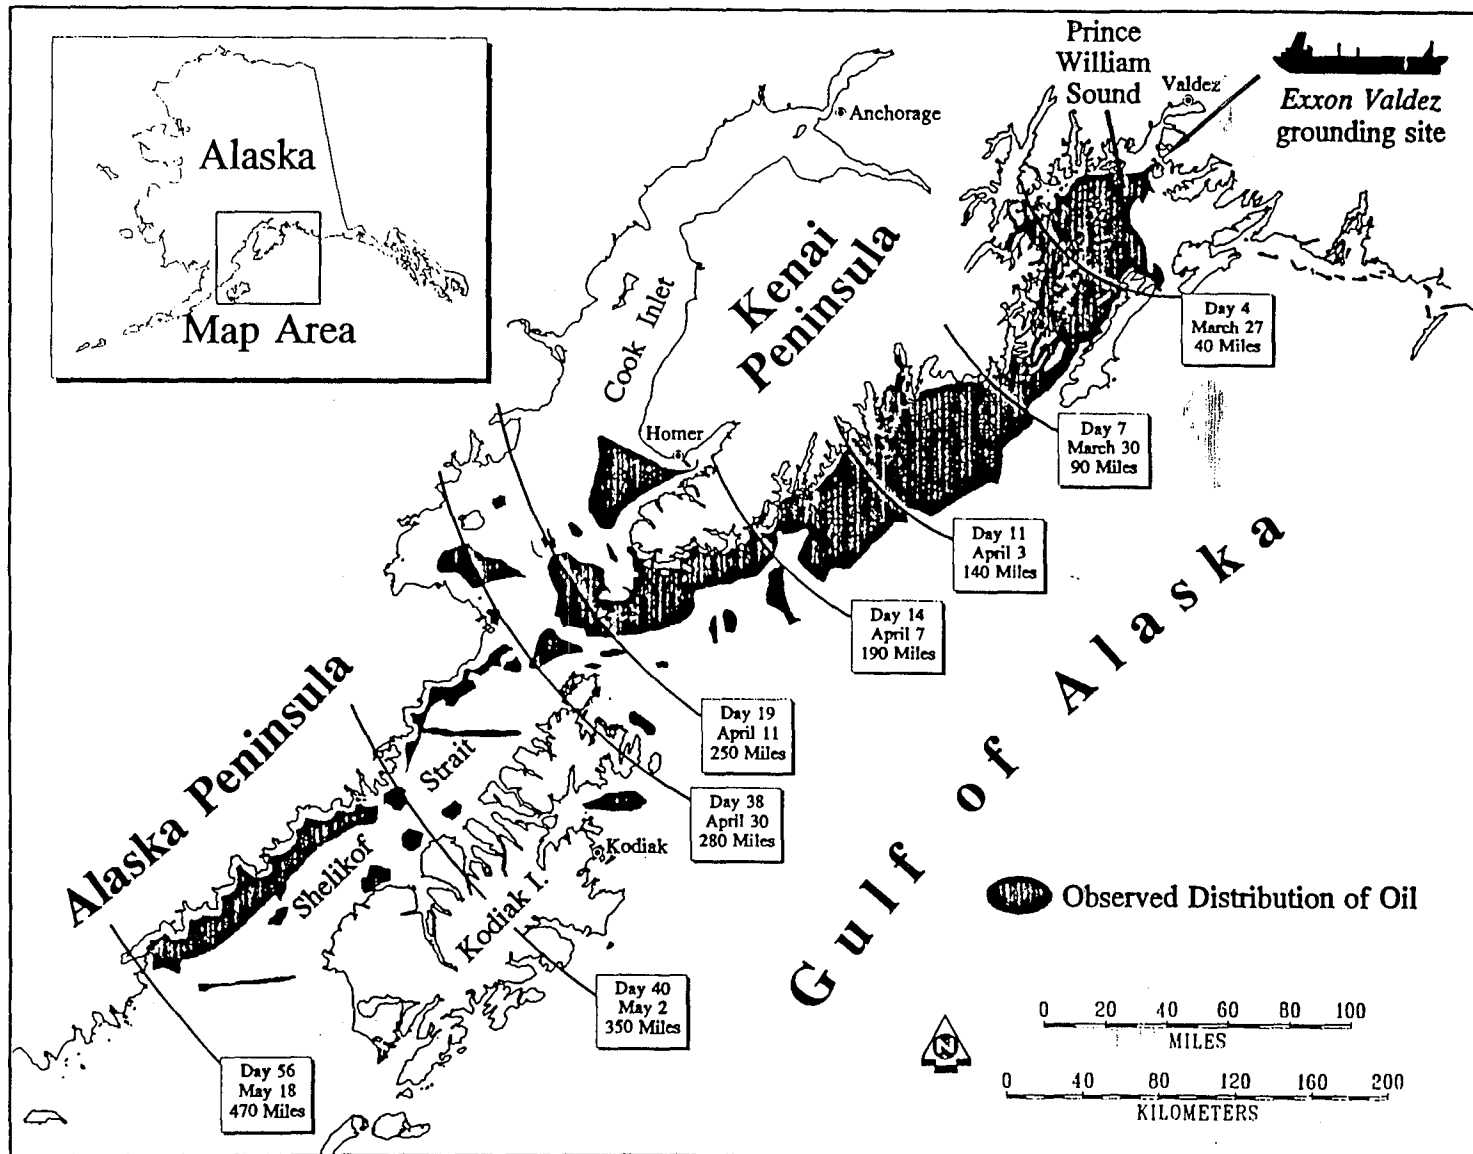 Alaska
Map Area
Prince
William
Sound
Valdez
Exxon Valdez
grounding site
Anchorage
Kenai
Peninsula
Cook Inlet
Homer
Day 4
March 27
40 Miles
Day 7
March 30
90 Miles
Day 11
April 3
140 Miles
Day 14
April 7
190 Miles
Day 19
April 11
250 Miles
Day 38
April 30
280 Miles
Day 40
May 2
350 Miles
Day 56
May 18
470 Miles
Alaska Peninsula
Shelikof
Strait
Kodiak
Kodiak I.
Gulf of Alaska
Observed Distribution of Oil
N
0 20 40 60 80 100
MILES
0 40 80 120 160 200
KILOMETERS